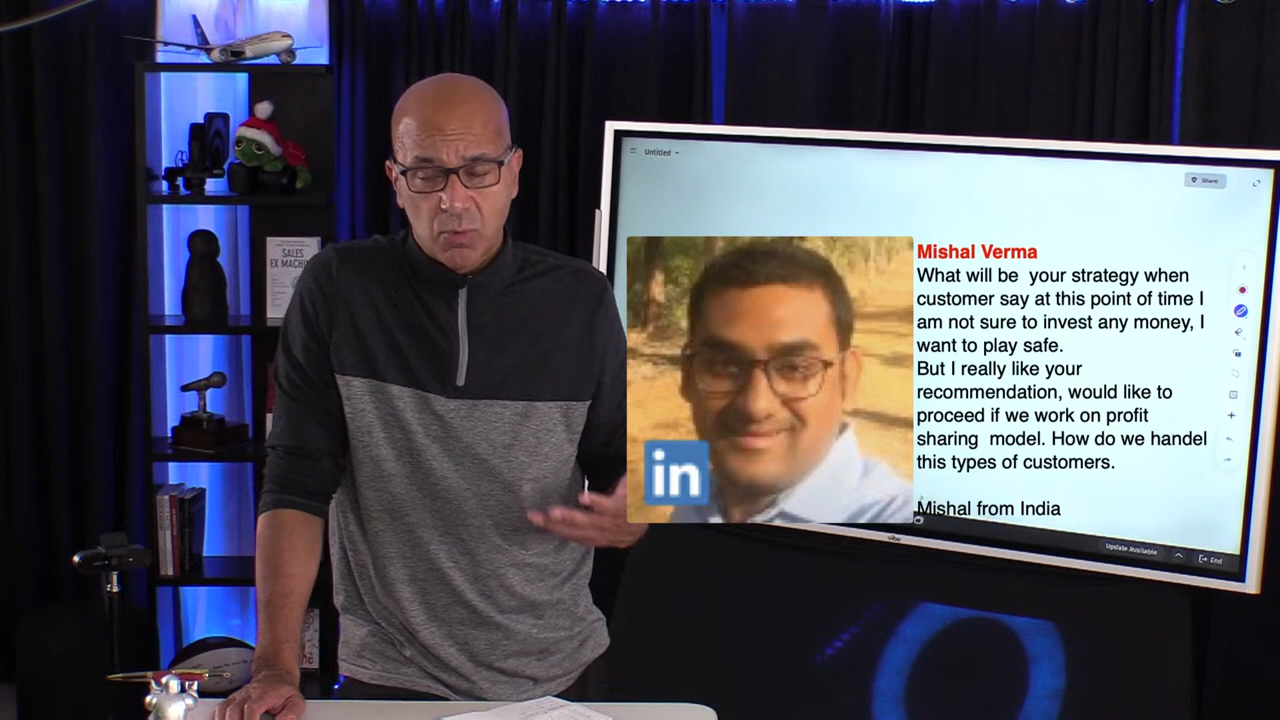 Untitled
Share
SALES
EX MACHI
Mishal Verma
What will be  your strategy when
customer say at this point of time I
am not sure to invest any money, I
want to play safe.
But I really like your
recommendation, would like to
proceed if we work on profit
sharing  model. How do we handel
this types of customers.
Mishal from India
in
vibe
Update Available
End